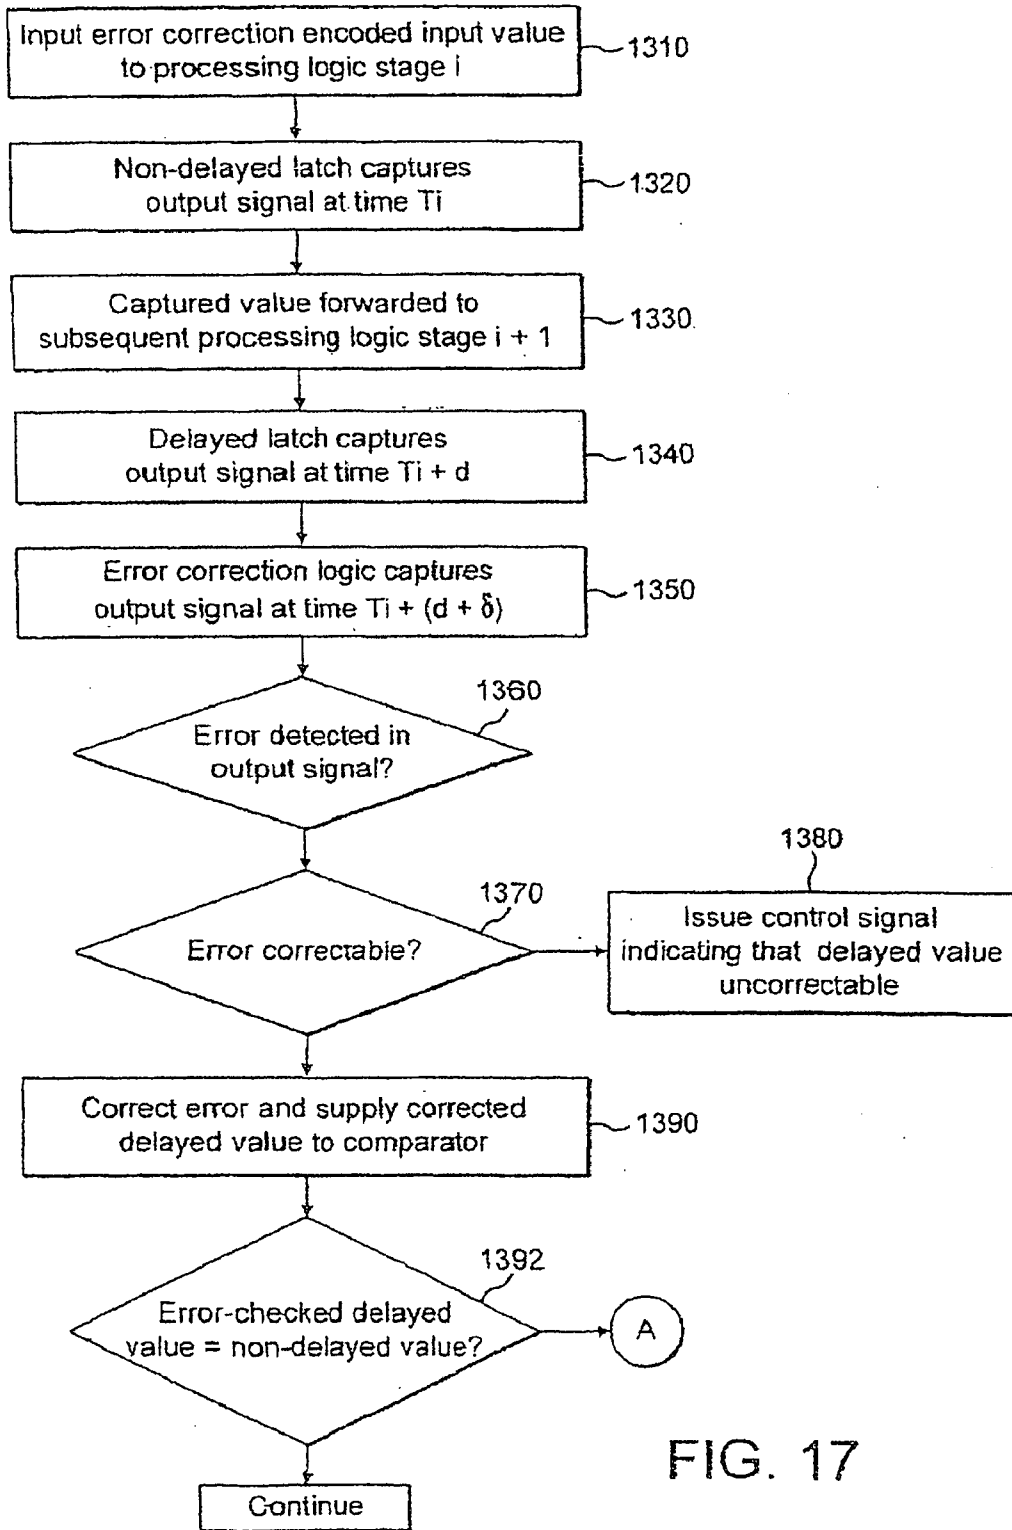 Input error correction encoded input value
to processing logic stage i
1310
Non-delayed latch captures
output signal at time Ti
1320
Captured value forwarded to
subsequent processing logic stage i + 1
1330
Delayed latch captures
output signal at time Ti + d
1340
Error correction logic captures
output signal at time Ti + (d + δ)
1350
1360
Error detected in
output signal?
1370
Error correctable?
1380
Issue control signal
indicating that delayed value
uncorrectable
Correct error and supply corrected
delayed value to comparator
1390
1392
Error-checked delayed
value = non-delayed value?
A
Continue
FIG. 17